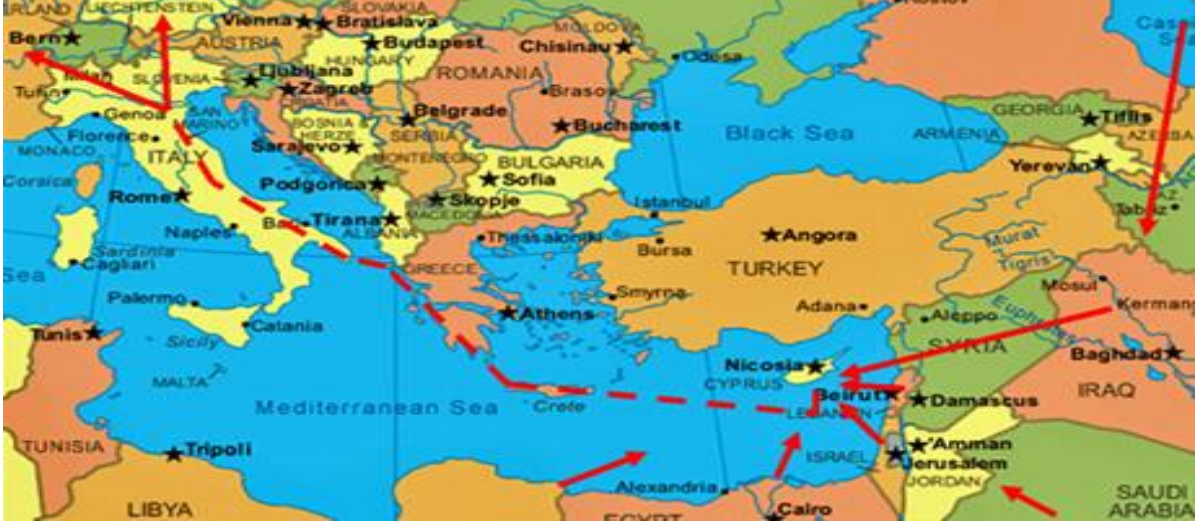 ERLAND
LIECHTENSTEIN
Vienna
SLOVAKIA
Bratislava
MOLDOVA
Rostov
Bern
AUSTRIA
Budapest
Chisinau
Odesa
HUNGARY
Milan
SLOVENIA
Ljubljana
ROMANIA
Turin
Zagreb
CROATIA
Brasov
Genoa
SAN
MARINO
BOSNIA &
HERZE
Belgrade
Bucharest
Black Sea
GEORGIA
Tiflis
Florence
SERBIA
ARMENIA
AZERBA
MONACO
ITALY
Sarajevo
MONTENEGRO
BULGARIA
Yerevan
Corsica
Podgorica
Sofia
AZ.
Rome
Skopje
Istanbul
Tabriz
Bari
Tirana
MACEDONIA
Naples
ALBANIA
Thessaloniki
Bursa
Angora
Murat
Sardinia
Sea
Cagliari
GREECE
TURKEY
Tigris
Mosul
Palermo
Smyrna
Adana
Kermans
Catania
Athens
Aleppo
Euphrates
Tunis
Sicily
SYRIA
Baghdad
MALTA
Nicosia
CYPRUS
IRAQ
Mediterranean Sea
Crete
Beirut
LEBANON
Damascus
TUNISIA
Tripoli
Amman
ISRAEL
Jerusalem
JORDAN
Alexandria
SAUDI
ARABIA
LIBYA
EGYPT
Cairo